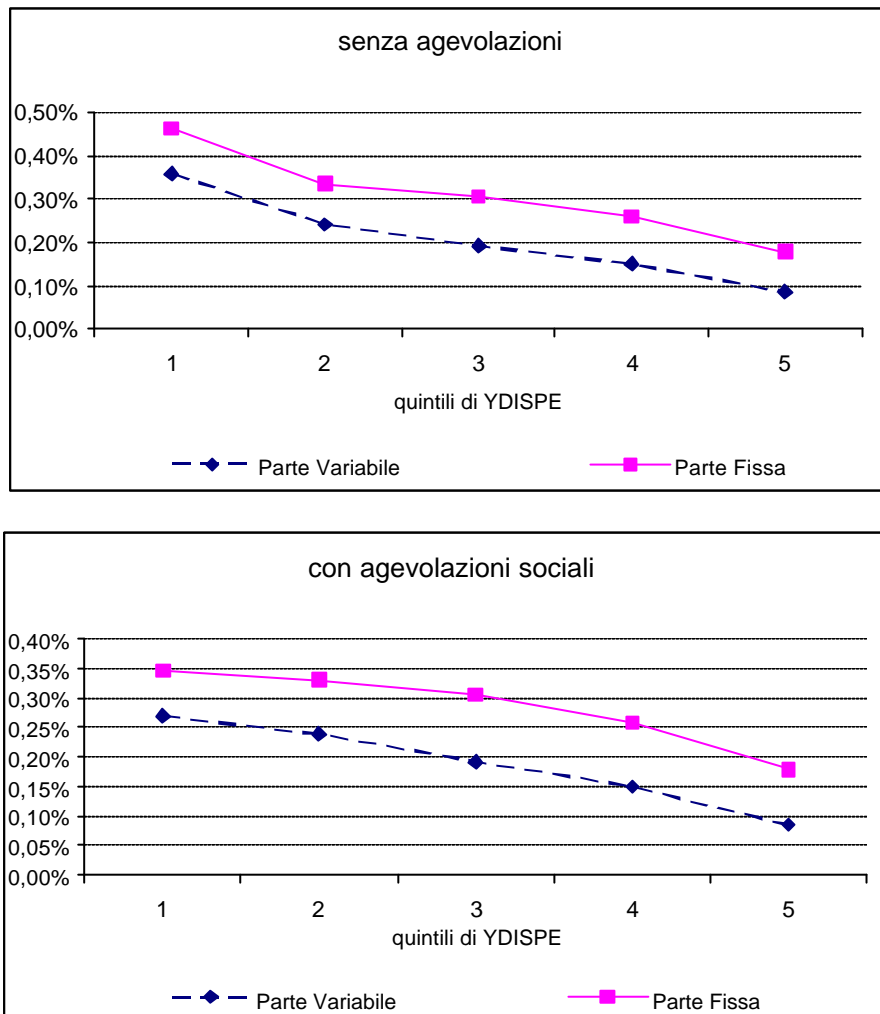 senza agevolazioni
0,50%
0,40%
0,30%
0,20%
0,10%
0,00%
1 2 3 4 5
quintili di YDISPE
Parte Variabile Parte Fissa
con agevolazioni sociali
0,40%
0,35%
0,30%
0,25%
0,20%
0,15%
0,10%
0,05%
0,00%
1 2 3 4 5
quintili di YDISPE
Parte Variabile Parte Fissa